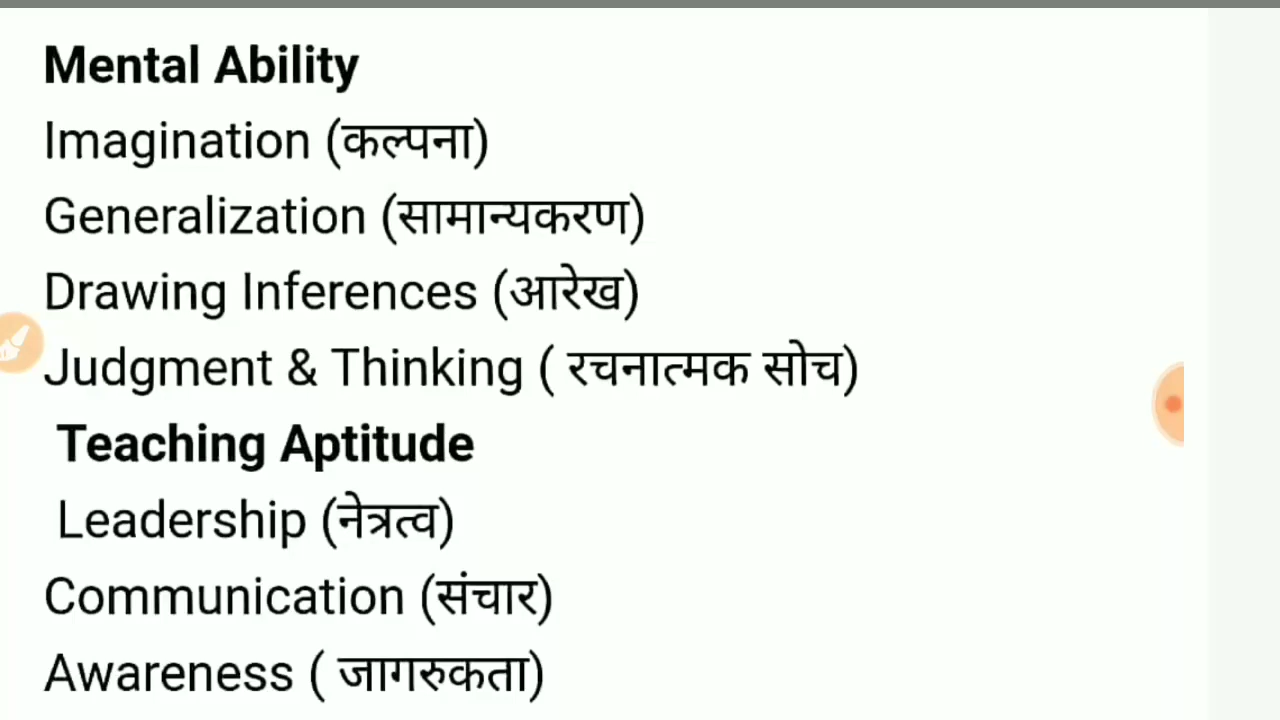 Mental Ability
Imagination (कल्पना)
Generalization (सामान्यकरण)
Drawing Inferences (आरेख)
Judgment & Thinking ( रचनात्मक सोच)
Teaching Aptitude
Leadership (नेत्रत्व)
Communication (संचार)
Awareness ( जागरुकता)